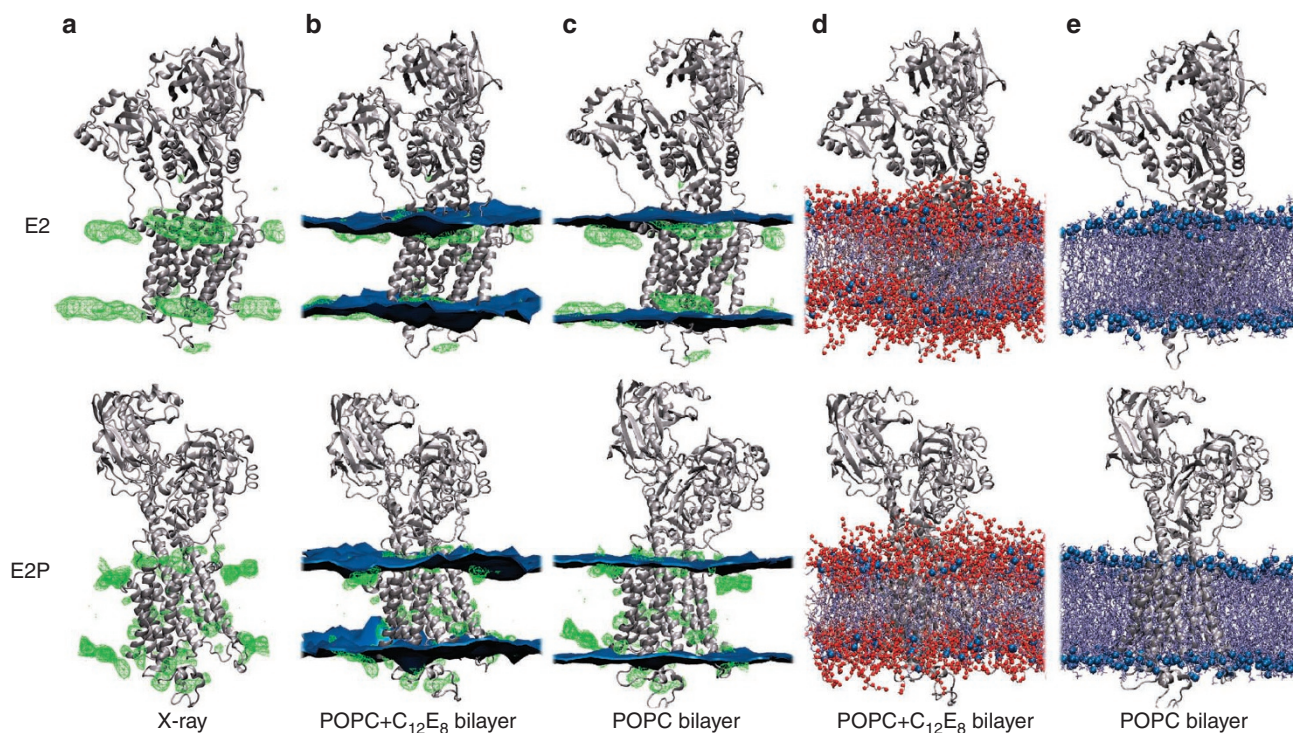 a b c d e
E2
E2P
X-ray POPC+C₁₂E₈ bilayer POPC bilayer POPC+C₁₂E₈ bilayer POPC bilayer